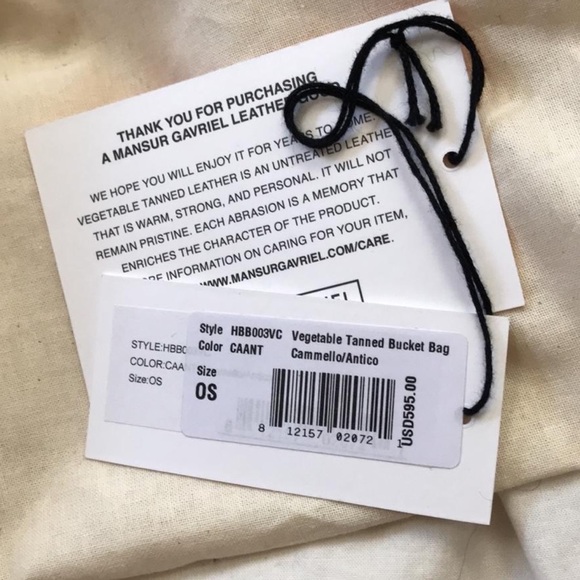 THANK YOU FOR PURCHASING
A MANSUR GAVRIEL LEATHER
WE HOPE YOU WILL ENJOY IT FOR YEARS TO COME.
VEGETABLE TANNED LEATHER IS AN UNTREATED LEATHER
THAT IS WARM, STRONG, AND PERSONAL. IT WILL NOT
REMAIN PRISTINE. EACH ABRASION IS A MEMORY THAT
ENRICHES THE CHARACTER OF THE PRODUCT.
INFORMATION ON CARING FOR YOUR ITEM,
WWW.MANSURGAVRIEL.COM/CARE.
STYLE:HBB0
COLOR:CAA
Size:OS
Style HBB003VC Vegetable Tanned Bucket Bag
Color CAANT Cammello/Antico
Size
OS
8 12157 02072 1
USD595.00